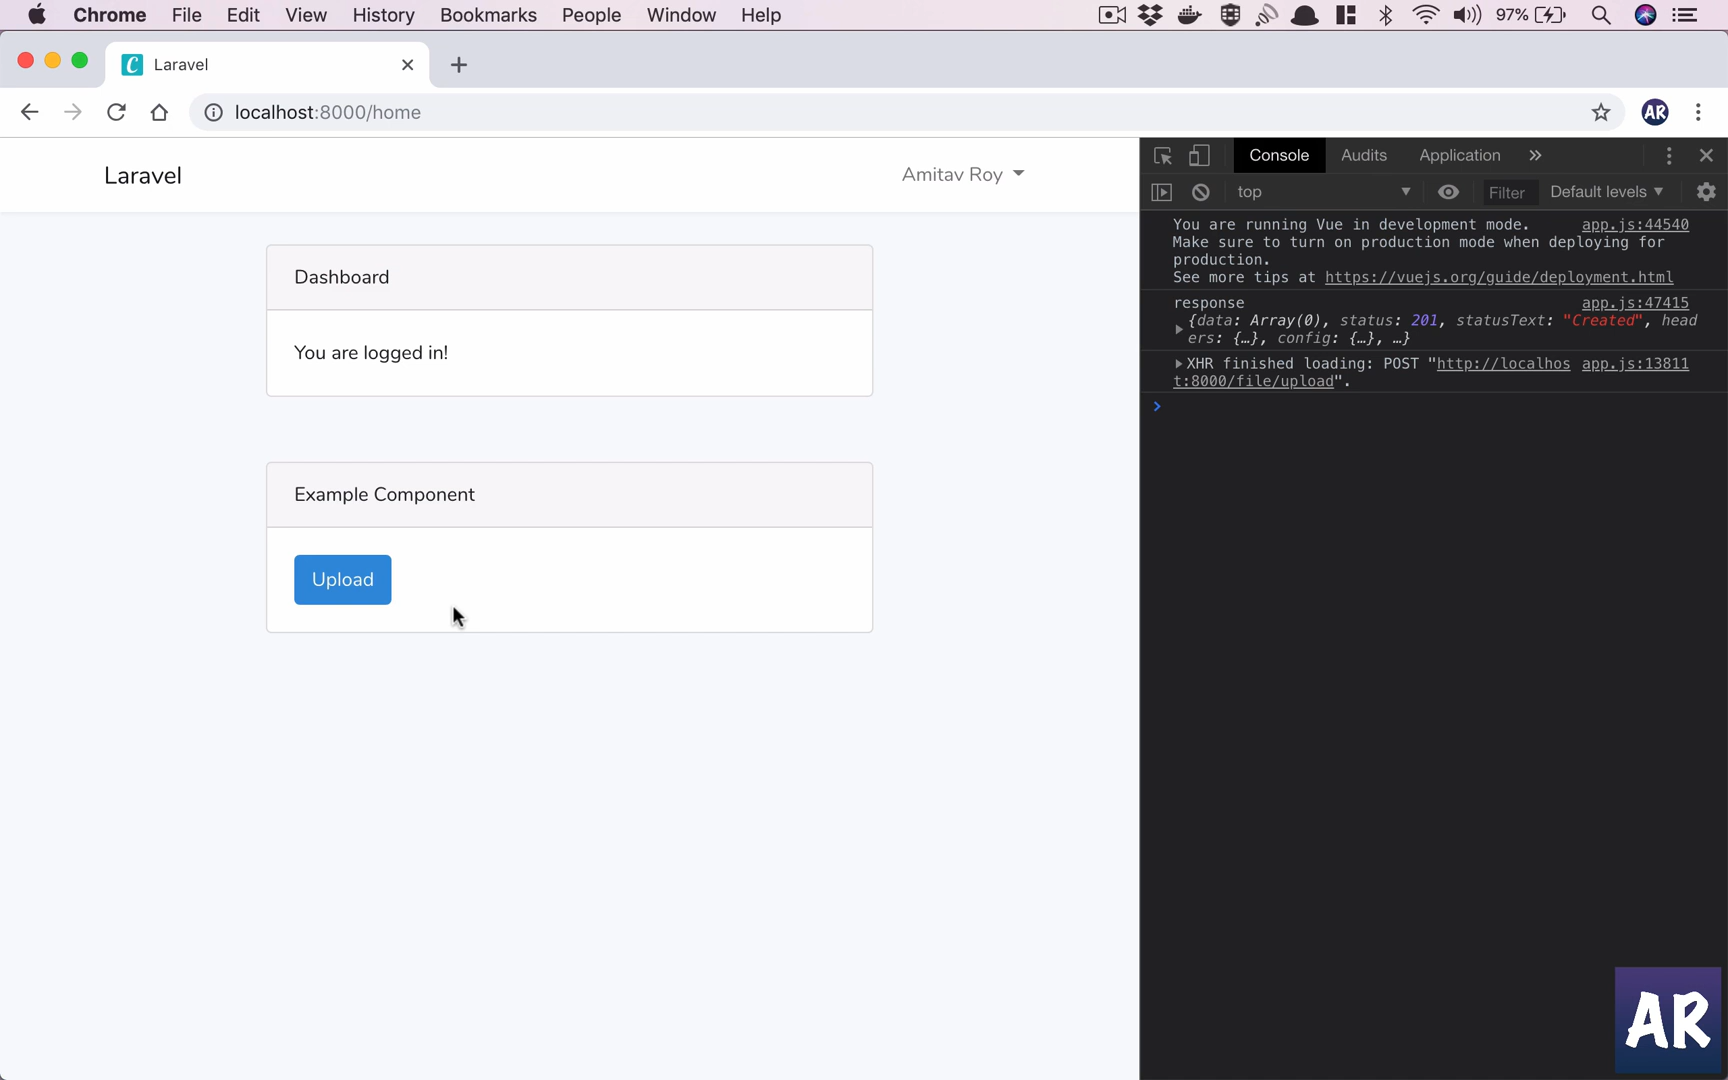 Chrome File Edit View History Bookmarks People Window Help 97%
Laravel
localhost:8000/home
AR
Laravel
Amitav Roy
Dashboard
You are logged in!
Example Component
Upload
Console Audits Application »
top Filter Default levels
You are running Vue in development mode. app.js:44540
Make sure to turn on production mode when deploying for
production.
See more tips at https://vuejs.org/guide/deployment.html
response app.js:47415
{data: Array(0), status: 201, statusText: "Created", head
ers: {…}, config: {…}, …}
XHR finished loading: POST "http://localhos app.js:13811
t:8000/file/upload".
AR